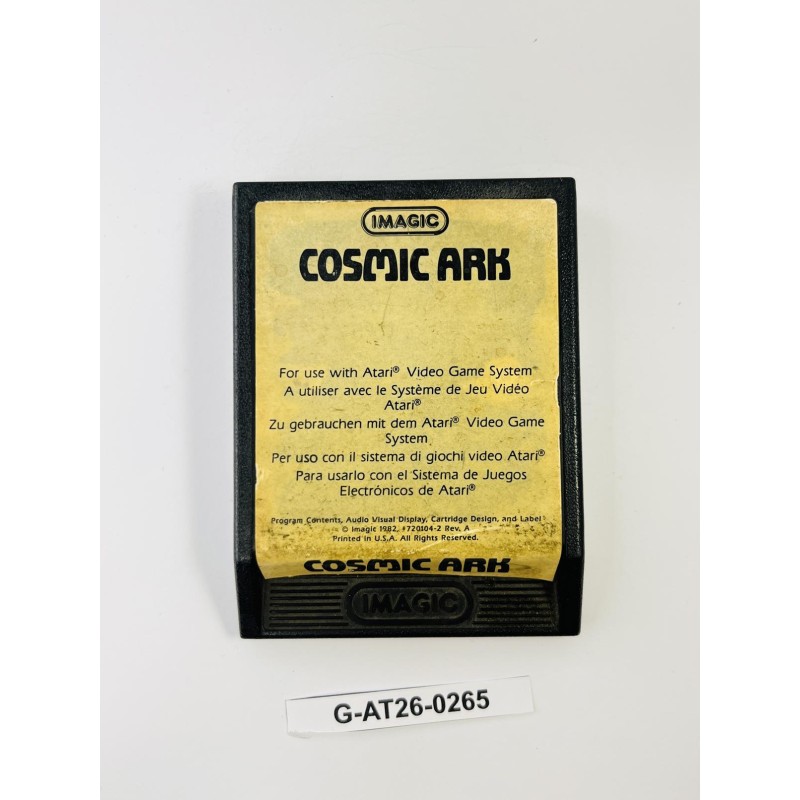 IMAGIC
COSMIC ARK
For use with Atari® Video Game System™
A utiliser avec le Système de Jeu Vidéo
Atari®
Zu gebrauchen mit dem Atari® Video Game
System
Per uso con il sistema di giochi video Atari®
Para usarlo con el Sistema de Juegos
Electrónicos de Atari®
Program Contents, Audio Visual Display, Cartridge Design, and Label
© Imagic 1982, #720104-2 Rev. A
Printed in U.S.A. All Rights Reserved.
COSMIC ARK
IMAGIC
G-AT26-0265